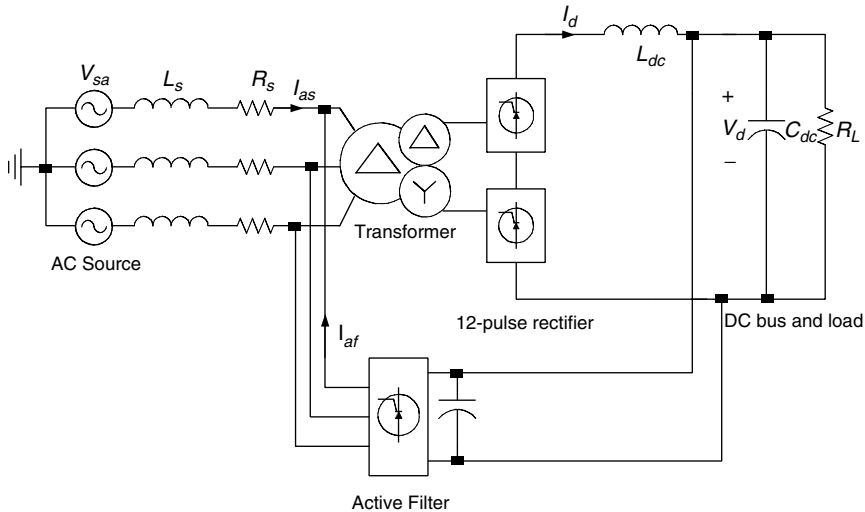 I_d
L_dc
V_sa
L_s
R_s
I_as
+
V_d
−
C_dc
R_L
Transformer
AC Source
12-pulse rectifier
DC bus and load
I_af
Active Filter